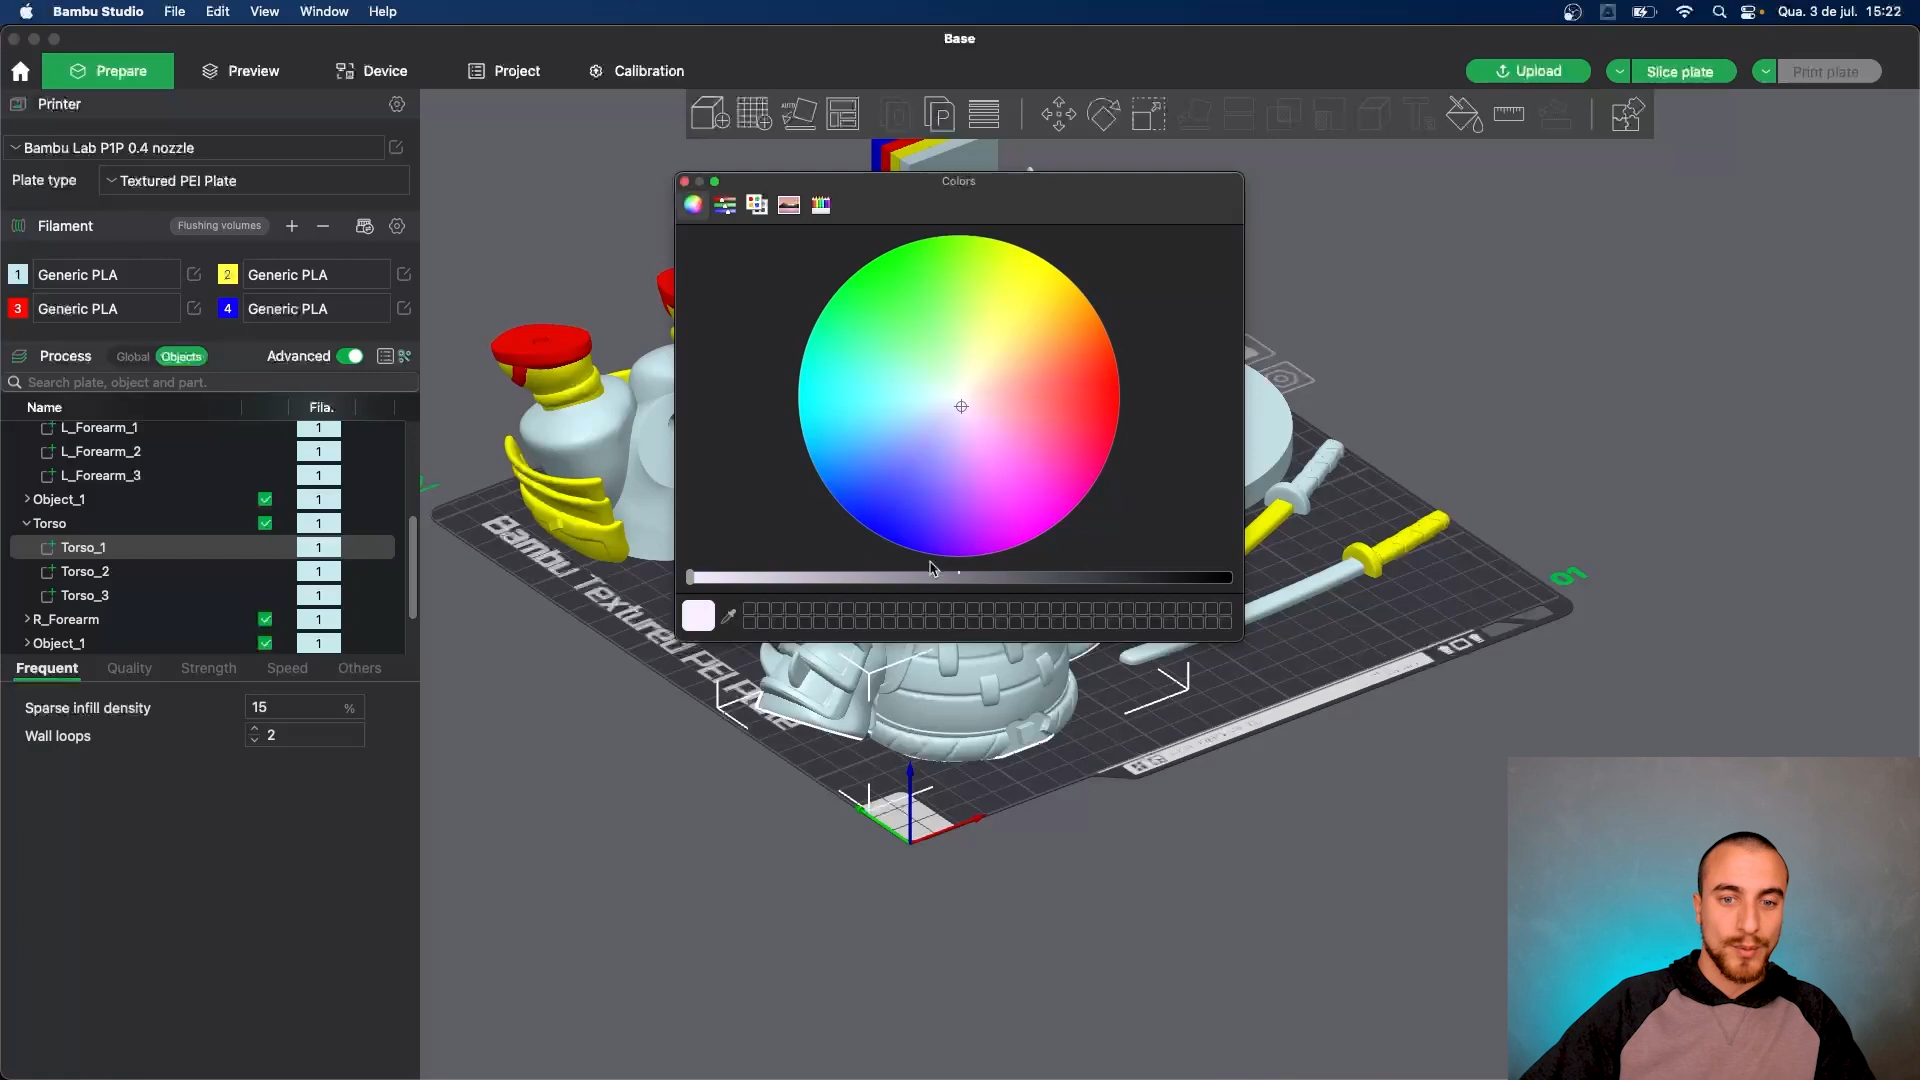 Bambu Studio File Edit View Window Help Qua. 3 de jul. 15:22
Base
Prepare Preview Device Project Calibration Upload Slice plate Print plate
Printer
Bambu Lab P1P 0.4 nozzle
Plate type Textured PEI Plate
Filament Flushing volumes
1 Generic PLA 2 Generic PLA
3 Generic PLA 4 Generic PLA
Process Global Objects Advanced
Search plate, object and part.
Name Fila.
L_Forearm_1 1
L_Forearm_2 1
L_Forearm_3 1
Object_1 1
Torso 1
Torso_1 1
Torso_2 1
Torso_3 1
R_Forearm 1
Object_1 1
Frequent Quality Strength Speed Others
Sparse infill density 15 %
Wall loops 2
Colors
AUTO
P
Bambu Textured PEI Plate
01